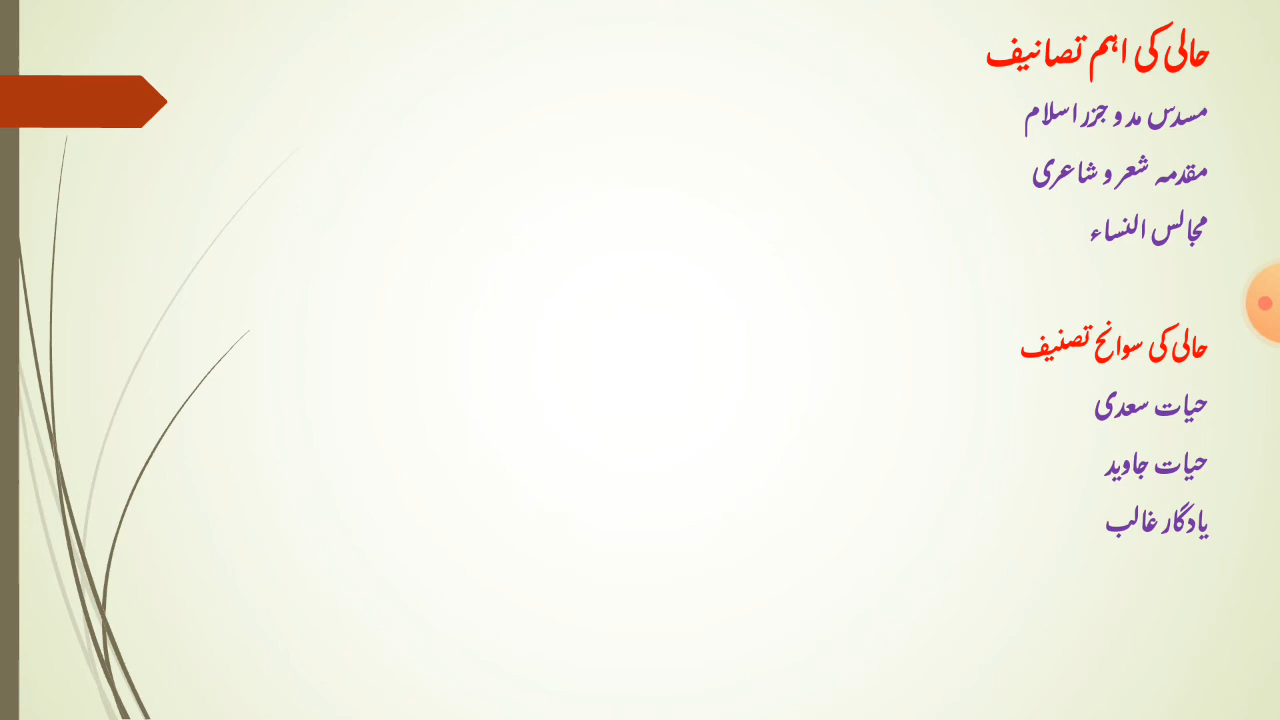 حالی کی اہم تصانیف
مسدس مد و جزر اسلام
مقدمہ شعر و شاعری
مجالس النساء
حالی کی سوانح تصنیف
حیات سعدی
حیات جاوید
یادگار غالب